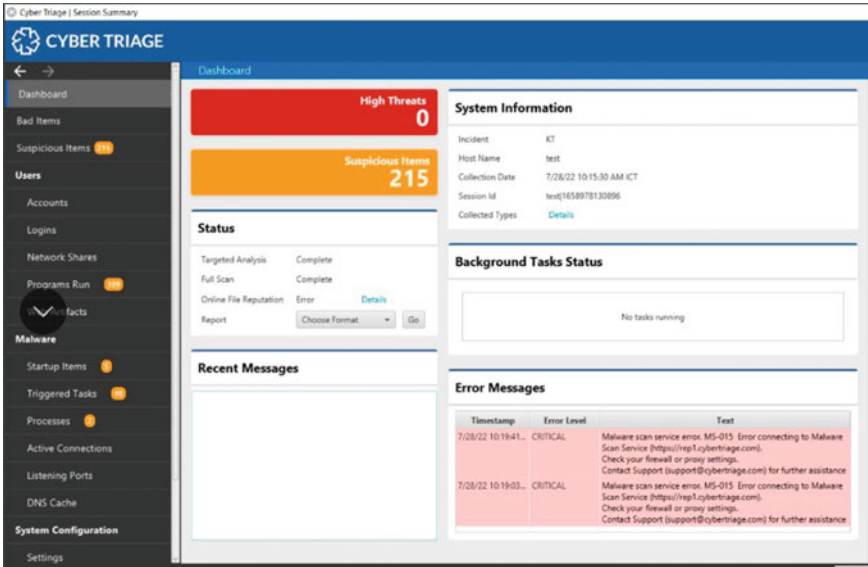 Cyber Triage | Session Summary
CYBER TRIAGE
Dashboard
Bad Items
Suspicious Items 215
Users
Accounts
Logins
Network Shares
Programs Run
facts
Malware
Startup Items
Triggered Tasks
Processes
Active Connections
Listening Ports
DNS Cache
System Configuration
Settings
Dashboard
High Threats
0
Suspicious Items
215
Status
Targeted Analysis Complete
Full Scan Complete
Online File Reputation Error Details
Report Choose Format Go
Recent Messages
System Information
Incident KT
Host Name test
Collection Date 7/28/22 10:15:30 AM ICT
Session Id test|1658978130896
Collected Types Details
Background Tasks Status
No tasks running
Error Messages
Timestamp Error Level Text
7/28/22 10:19:41... CRITICAL Malware scan service error. MS-015 Error connecting to Malware
Scan Service (https://rep1.cybertriage.com).
Check your firewall or proxy settings.
Contact Support (support@cybertriage.com) for further assistance
7/28/22 10:19:03... CRITICAL Malware scan service error. MS-015 Error connecting to Malware
Scan Service (https://rep1.cybertriage.com).
Check your firewall or proxy settings.
Contact Support (support@cybertriage.com) for further assistance